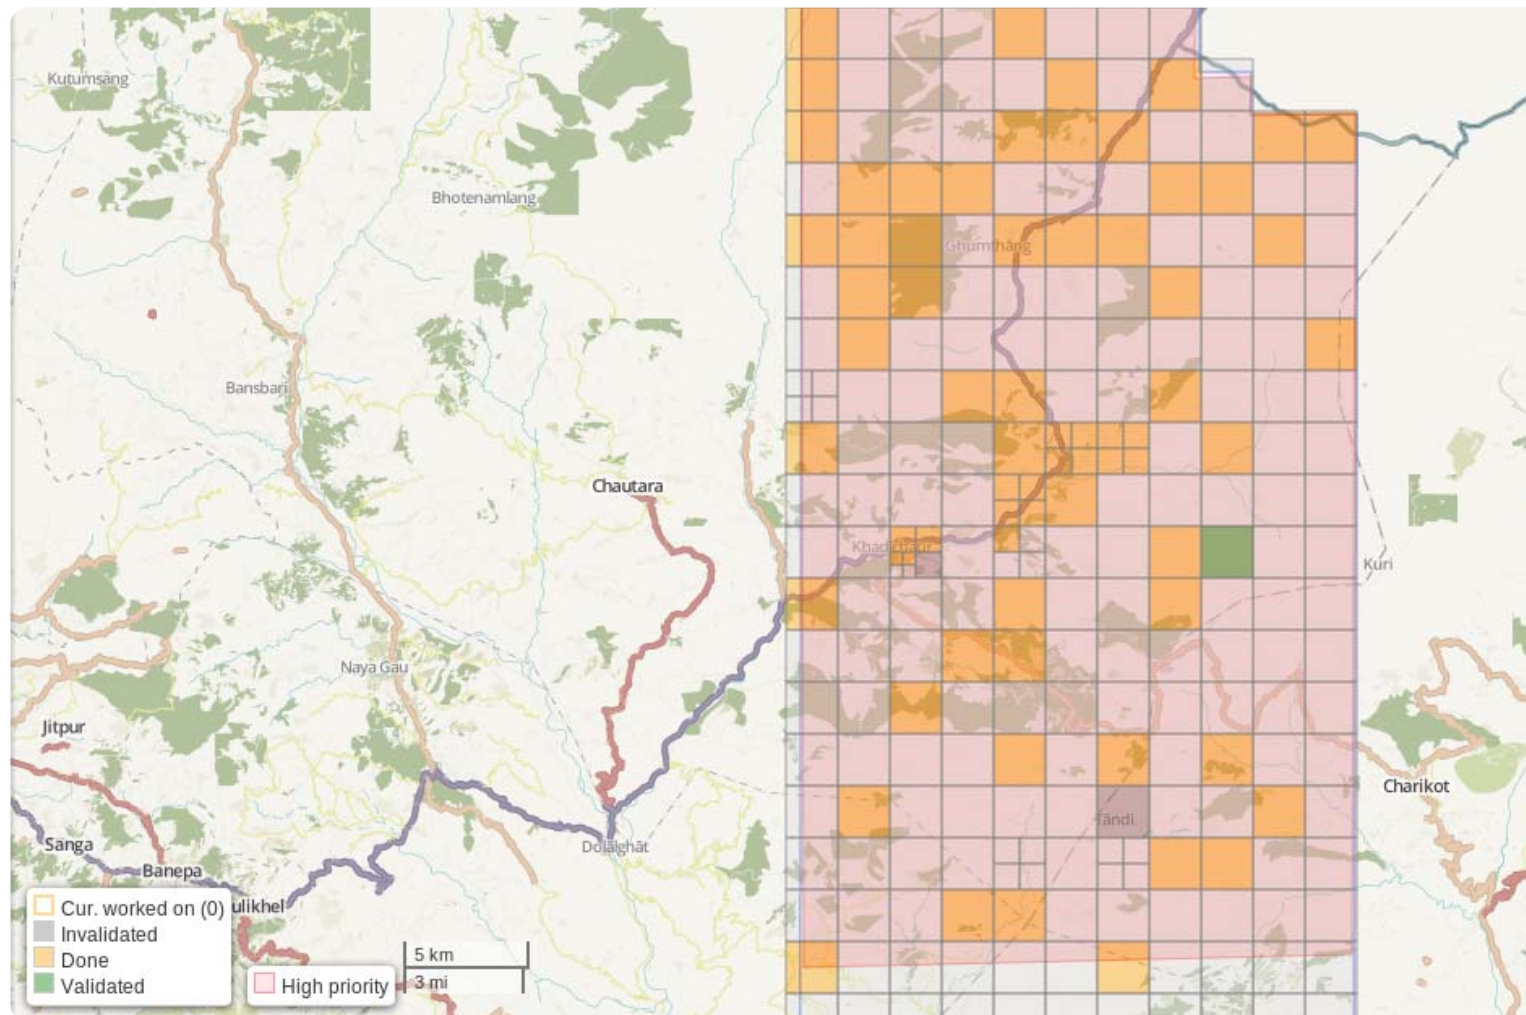 Kutumsang
Bhotenamlang
Ghumthang
Bansbari
Chautara
Kuri
Naya Gau
Jitpur
Charikot
Tandi
Sanga
Dolalghat
Banepa
ulikhel
Cur. worked on (0)
Invalidated
Done
Validated
High priority
5 km
3 mi